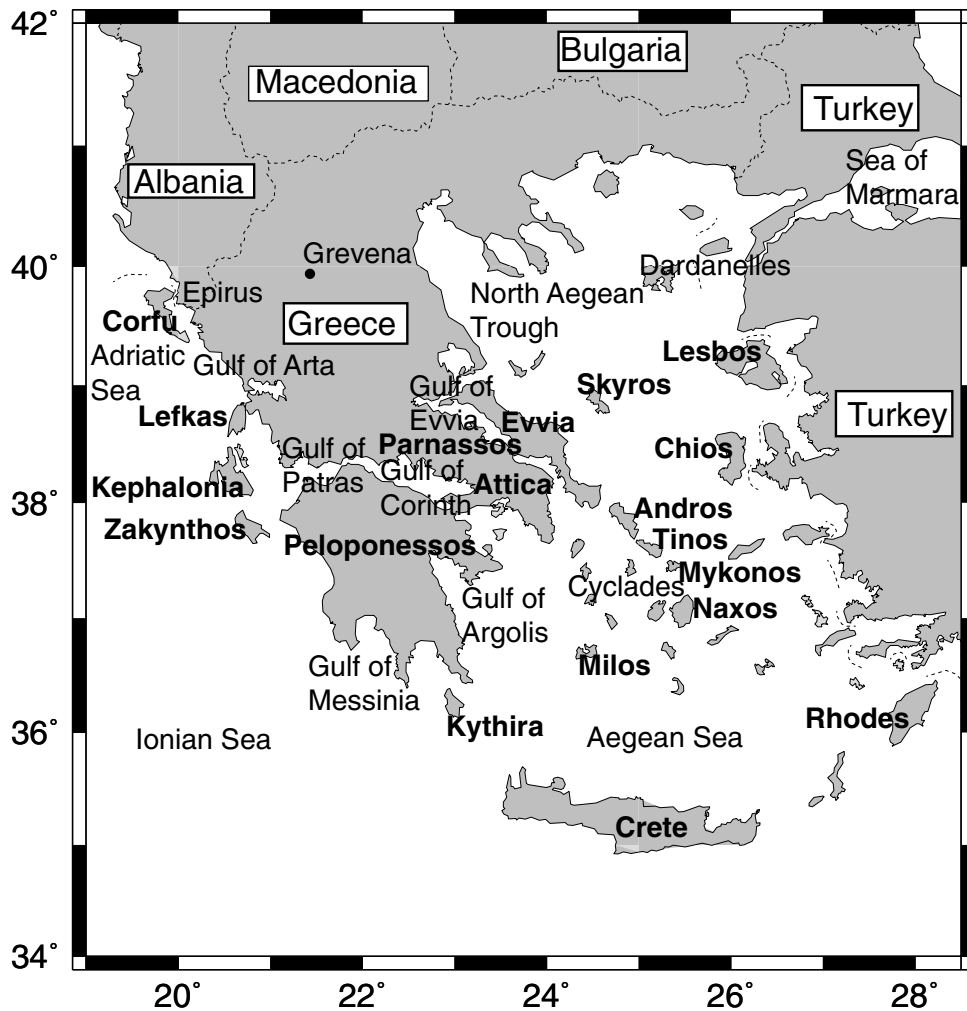 42°
Bulgaria
Macedonia
Turkey
Sea of
Marmara
Albania
Grevena
40°
Dardanelles
Epirus
North Aegean
Trough
Corfu
Greece
Adriatic
Sea
Gulf of Arta
Lesbos
Gulf of
Evvia
Skyros
Lefkas
Evvia
Turkey
Parnassos
Gulf of
Patras
Chios
Gulf of
Corinth
Kephalonia
Attica
38°
Andros
Zakynthos
Tinos
Peloponessos
Mykonos
Cyclades
Gulf of
Argolis
Naxos
Gulf of
Messinia
Milos
Kythira
Rhodes
36°
Ionian Sea
Aegean Sea
Crete
34°
20°
22°
24°
26°
28°